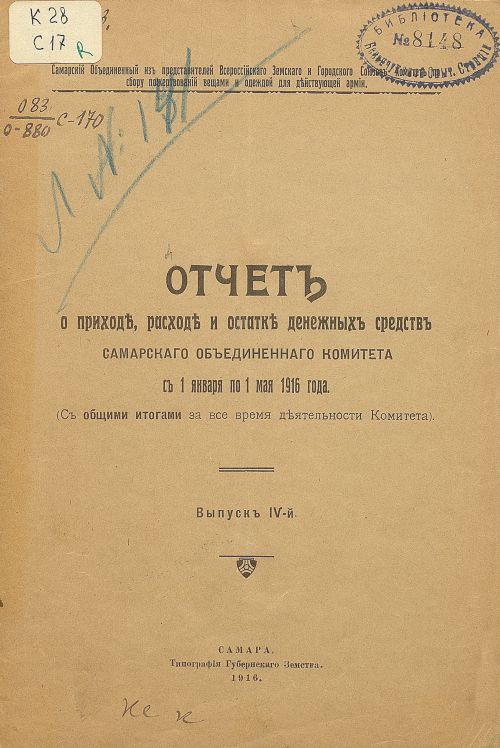 К 28
С 17 R
БИБЛІОТЕКА
№ 8148
Самарскій Объединенный изъ представителей Всероссійскаго Земскаго и Городского Союзовъ Комитетъ по
сбору пожертвованій вещами и одеждой для дѣйствующей арміи.
083
0-880 С-170
ОТЧЕТЪ
о приходѣ, расходѣ и остаткѣ денежныхъ средствъ
САМАРСКАГО ОБЪЕДИНЕННАГО КОМИТЕТА
съ 1 января по 1 мая 1916 года.
(Съ общими итогами за все время дѣятельности Комитета).
Выпускъ IV-й.
САМАРА.
Типографія Губернскаго Земства.
1916.